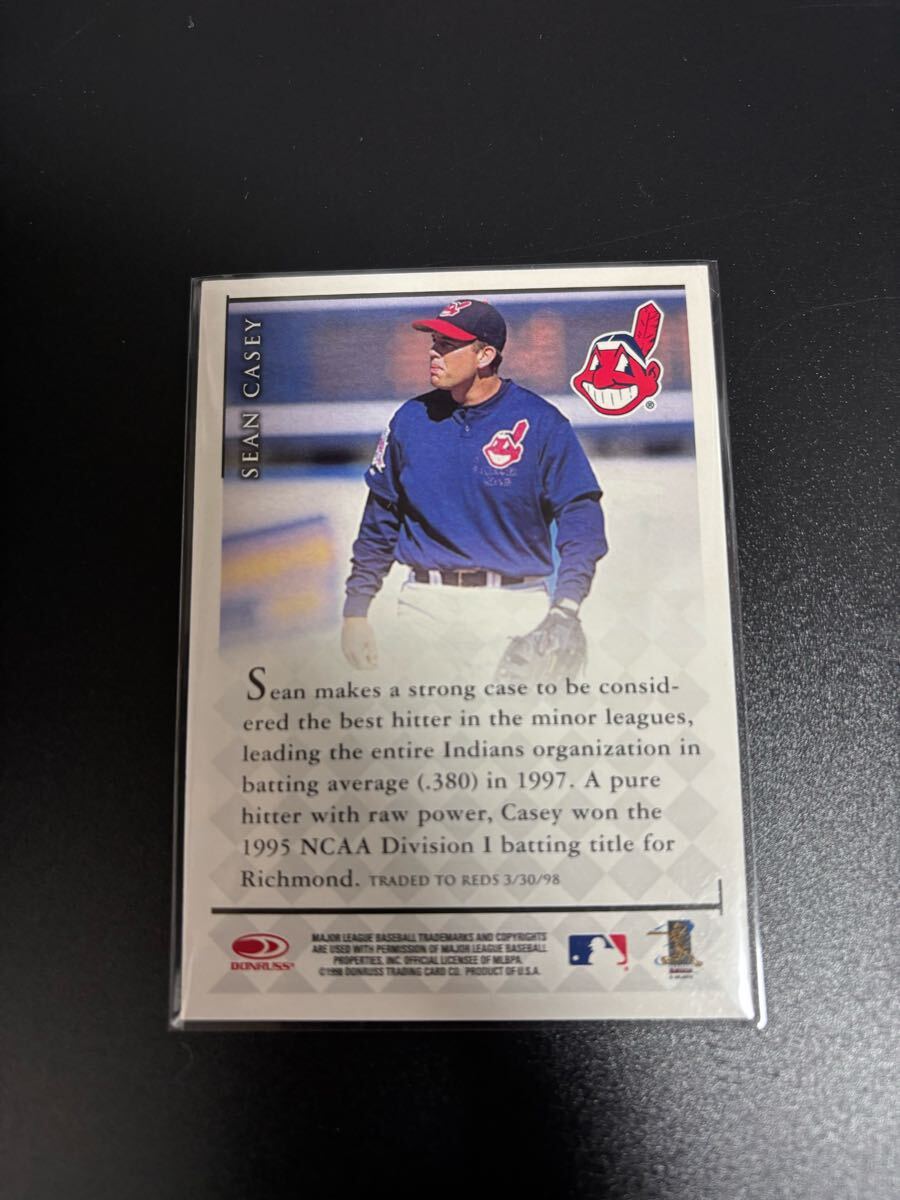 SEAN CASEY
®
Sean makes a strong case to be consid-
ered the best hitter in the minor leagues,
leading the entire Indians organization in
batting average (.380) in 1997. A pure
hitter with raw power, Casey won the
1995 NCAA Division I batting title for
Richmond. TRADED TO REDS 3/30/98
DONRUSS®
MAJOR LEAGUE BASEBALL TRADEMARKS AND COPYRIGHTS
ARE USED WITH PERMISSION OF MAJOR LEAGUE BASEBALL
PROPERTIES, INC. OFFICIAL LICENSEE OF MLBPA.
©1998 DONRUSS TRADING CARD CO. PRODUCT OF U.S.A.